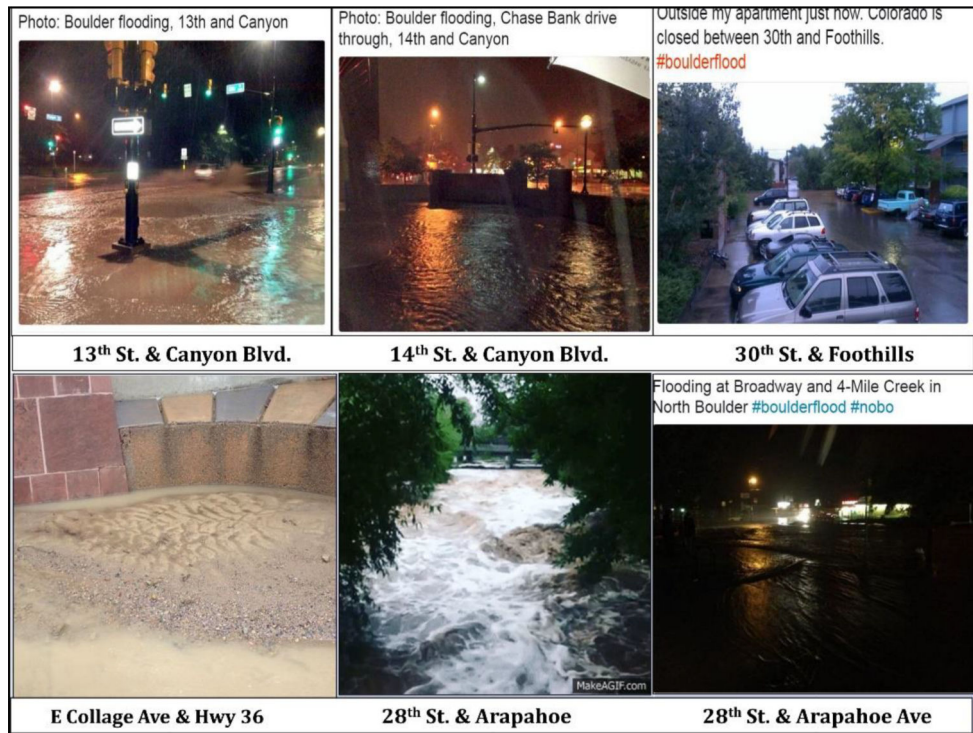 Photo: Boulder flooding, 13th and Canyon
Photo: Boulder flooding, Chase Bank drive
through, 14th and Canyon
Outside my apartment just now. Colorado is
closed between 30th and Foothills.
#boulderflood
13th St. & Canyon Blvd.
14th St. & Canyon Blvd.
30th St. & Foothills
Flooding at Broadway and 4-Mile Creek in
North Boulder #boulderflood #nobo
MakeAGIF.com
E Collage Ave & Hwy 36
28th St. & Arapahoe
28th St. & Arapahoe Ave